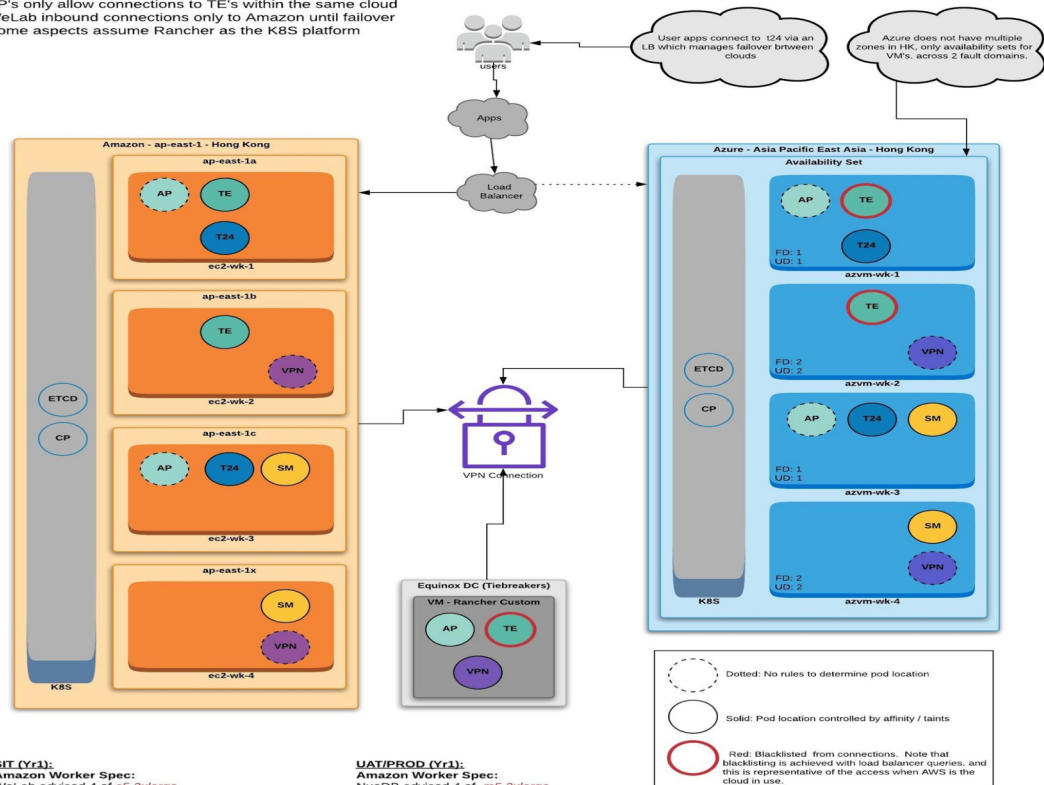 P's only allow connections to TE's within the same cloud
VeLab inbound connections only to Amazon until failover
ome aspects assume Rancher as the K8S platform
users
User apps connect to t24 via an
LB which manages failover brtween
clouds
Azure does not have multiple
zones in HK, only availability sets for
VM's. across 2 fault domains.
Apps
Load
Balancer
Amazon - ap-east-1 - Hong Kong
ap-east-1a
AP
TE
T24
ec2-wk-1
ap-east-1b
TE
VPN
ec2-wk-2
ap-east-1c
AP
T24
SM
ec2-wk-3
ap-east-1x
SM
VPN
ec2-wk-4
ETCD
CP
K8S
VPN Connection
Equinox DC (Tiebreakers)
VM - Rancher Custom
AP
TE
VPN
Azure - Asia Pacific East Asia - Hong Kong
Availability Set
AP
TE
T24
FD: 1
UD: 1
azvm-wk-1
TE
VPN
FD: 2
UD: 2
azvm-wk-2
AP
T24
SM
FD: 1
UD: 1
azvm-wk-3
SM
VPN
FD: 2
UD: 2
azvm-wk-4
ETCD
CP
K8S
Dotted: No rules to determine pod location
Solid: Pod location controlled by affinity / taints
Red: Blacklisted from connections. Note that
blacklisting is achieved with load balancer queries. and
this is representative of the access when AWS is the
cloud in use.
SIT (Yr1):
Amazon Worker Spec:
UAT/PROD (Yr1):
Amazon Worker Spec: